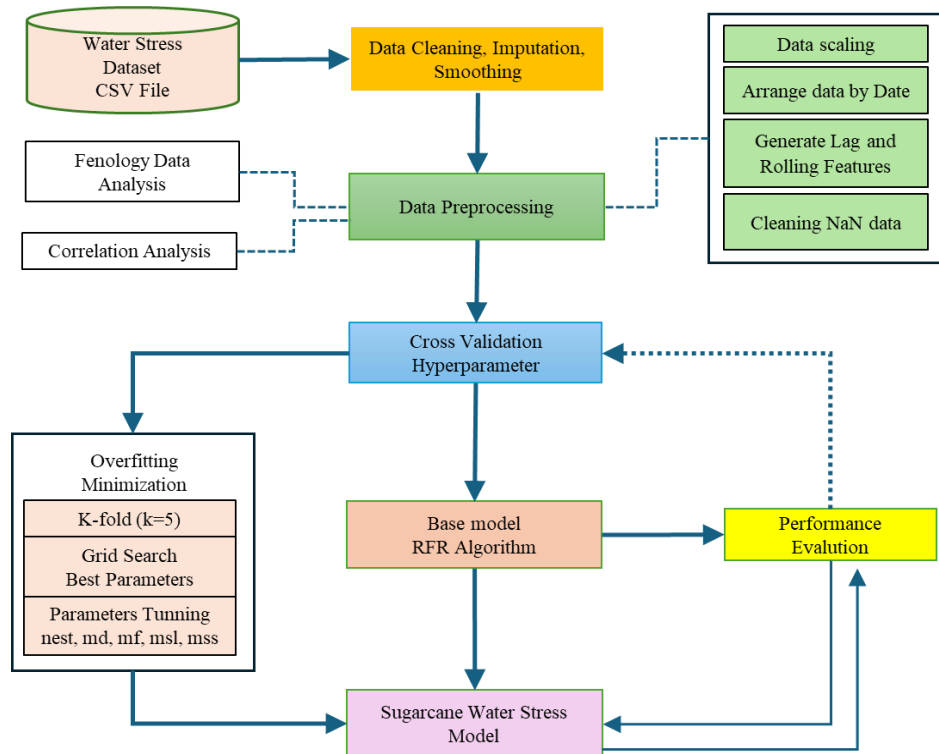 Water Stress
Dataset
CSV File
Data Cleaning, Imputation,
Smoothing
Data scaling
Arrange data by Date
Generate Lag and
Rolling Features
Cleaning NaN data
Fenology Data
Analysis
Correlation Analysis
Data Preprocessing
Cross Validation
Hyperparameter
Overfitting
Minimization
K-fold (k=5)
Grid Search
Best Parameters
Parameters Tunning
nest, md, mf, msl, mss
Base model
RFR Algorithm
Performance
Evalution
Sugarcane Water Stress
Model